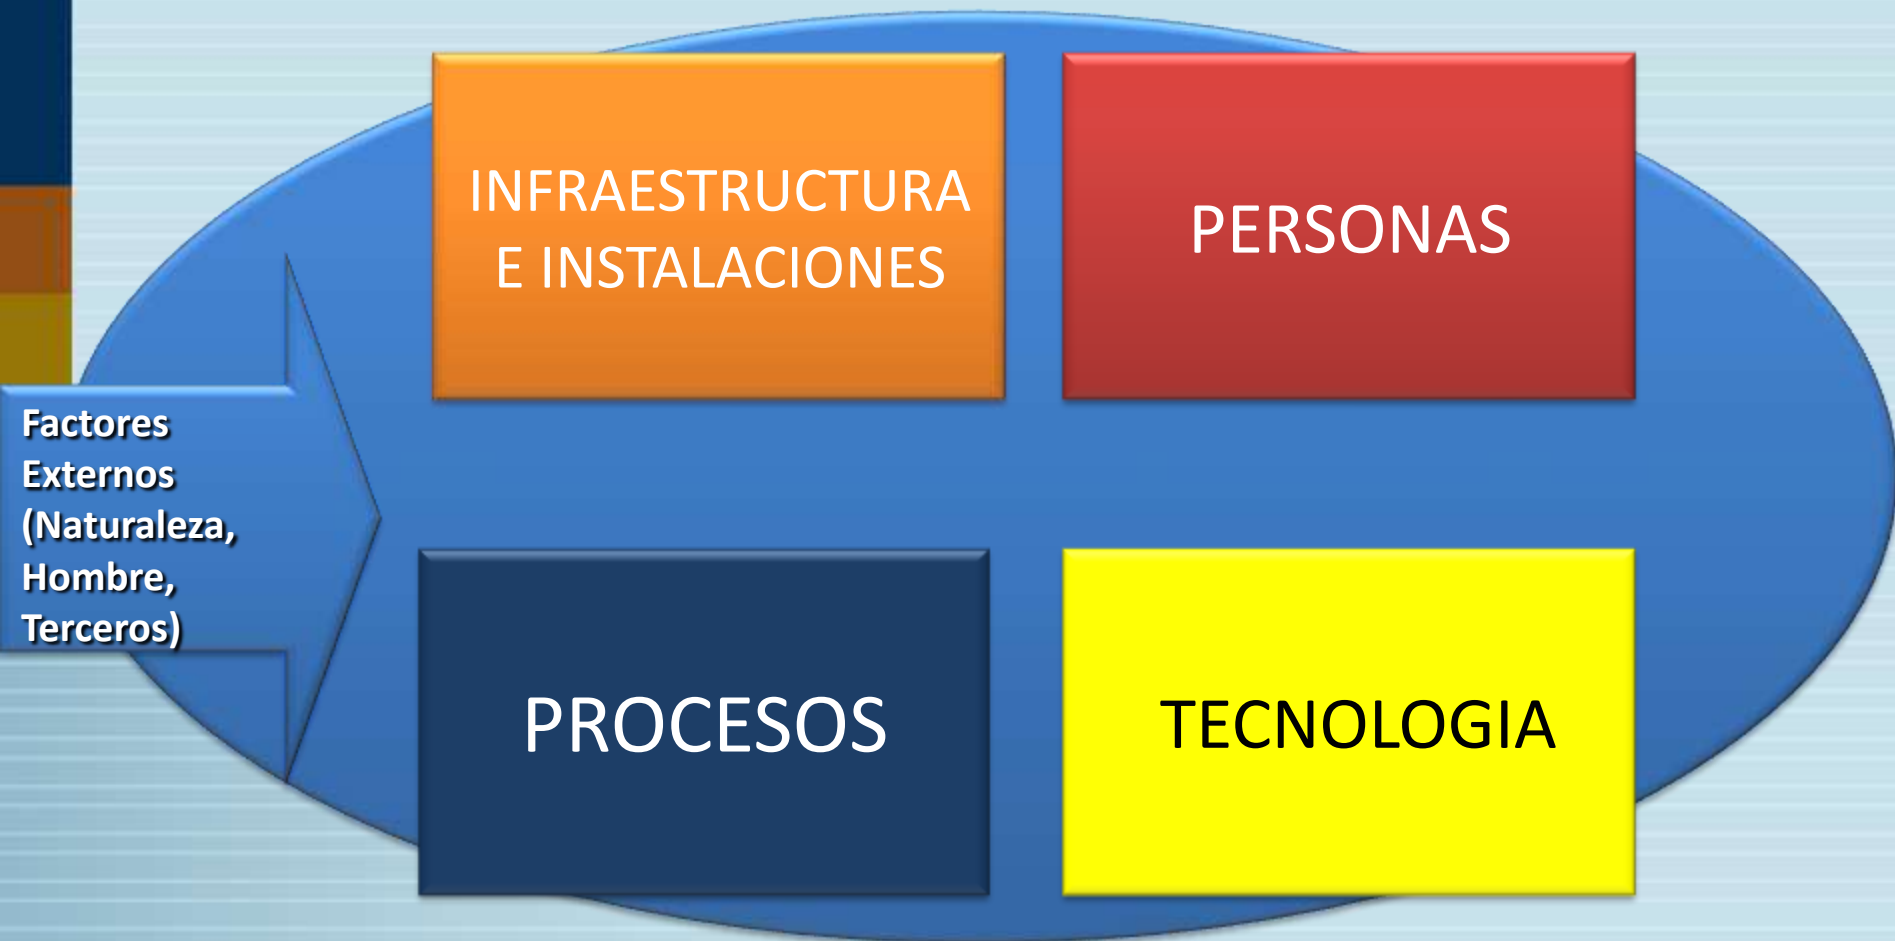 INFRAESTRUCTURA
E INSTALACIONES
PERSONAS
Factores
Externos
(Naturaleza,
Hombre,
Terceros)
PROCESOS
TECNOLOGIA